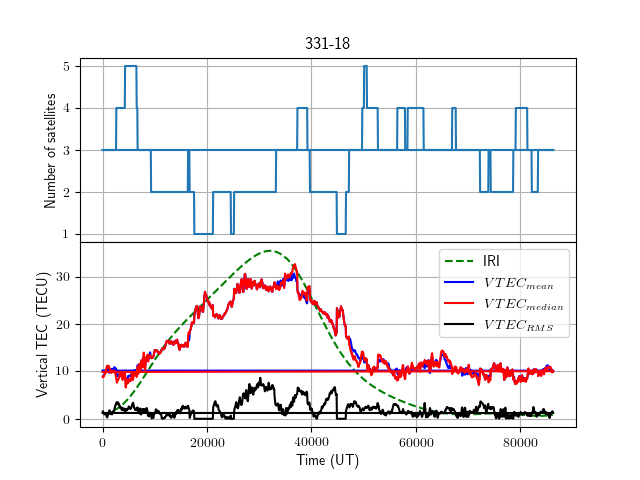 331-18
5
4
3
2
1
Number of satellites
IRI
VTEC_mean
VTEC_median
VTEC_RMS
30
20
10
0
Vertical TEC (TECU)
0 20000 40000 60000 80000
Time (UT)